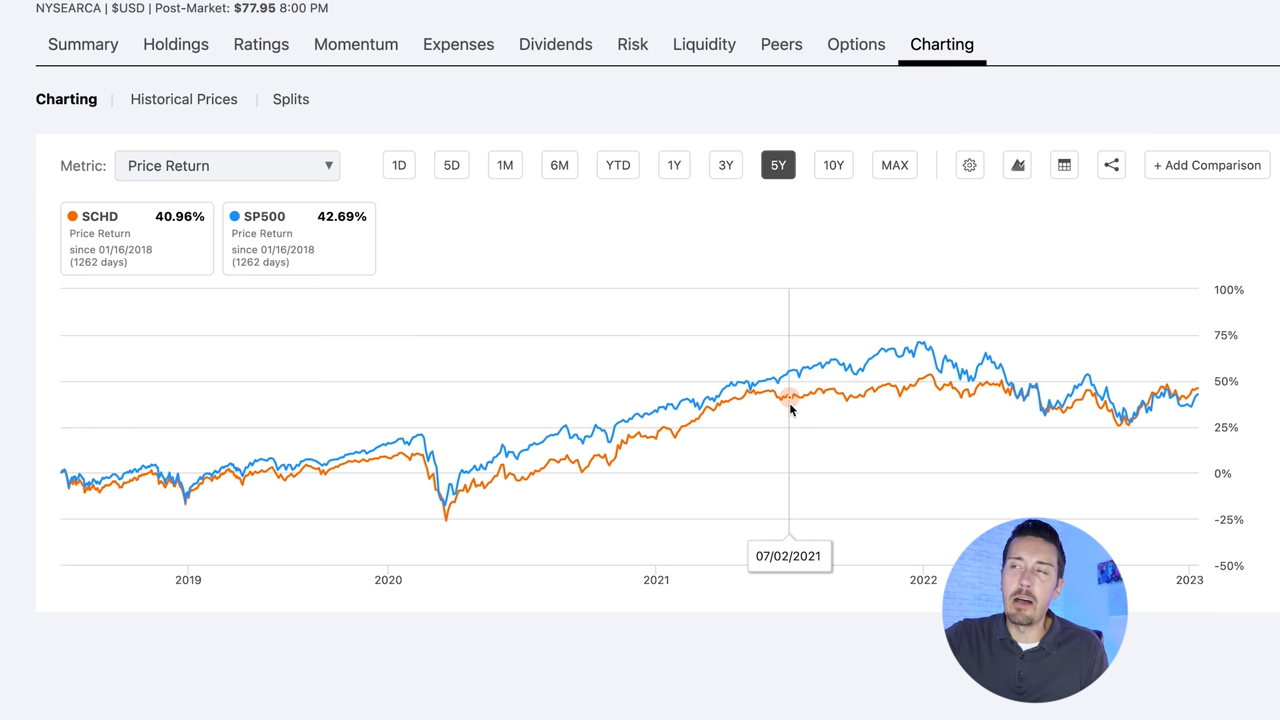 NYSEARCA | $USD | Post-Market: $77.95 8:00 PM
Summary Holdings Ratings Momentum Expenses Dividends Risk Liquidity Peers Options Charting
Charting | Historical Prices | Splits
Metric: Price Return 1D 5D 1M 6M YTD 1Y 3Y 5Y 10Y MAX + Add Comparison
SCHD 40.96%
Price Return
since 01/16/2018
(1262 days)
SP500 42.69%
Price Return
since 01/16/2018
(1262 days)
100%
75%
50%
25%
0%
-25%
-50%
07/02/2021
2019 2020 2021 2022 2023